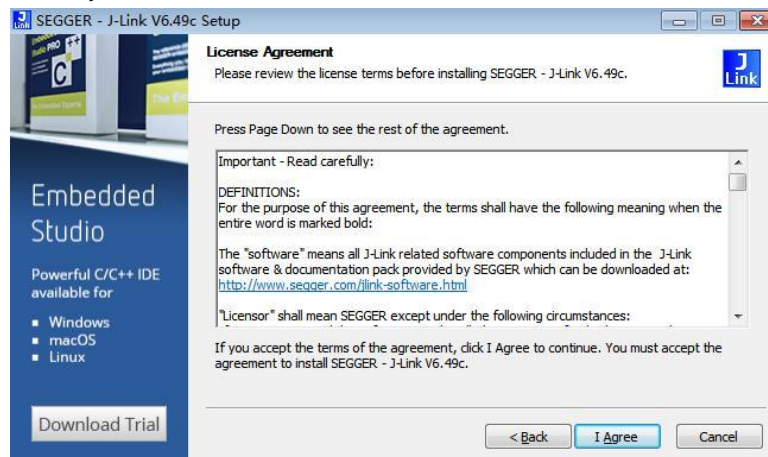 SEGGER - J-Link V6.49c Setup
License Agreement
Please review the license terms before installing SEGGER - J-Link V6.49c.
J
Link
PRO
C
Embedded
Studio
Powerful C/C++ IDE
available for
Windows
macOS
Linux
Download Trial
Press Page Down to see the rest of the agreement.
Important - Read carefully:
DEFINITIONS:
For the purpose of this agreement, the terms shall have the following meaning when the
entire word is marked bold:
The "software" means all J-Link related software components included in the J-Link
software & documentation pack provided by SEGGER which can be downloaded at:
http://www.segger.com/jlink-software.html
"Licensor" shall mean SEGGER except under the following circumstances:
If you accept the terms of the agreement, click I Agree to continue. You must accept the
agreement to install SEGGER - J-Link V6.49c.
< Back
I Agree
Cancel